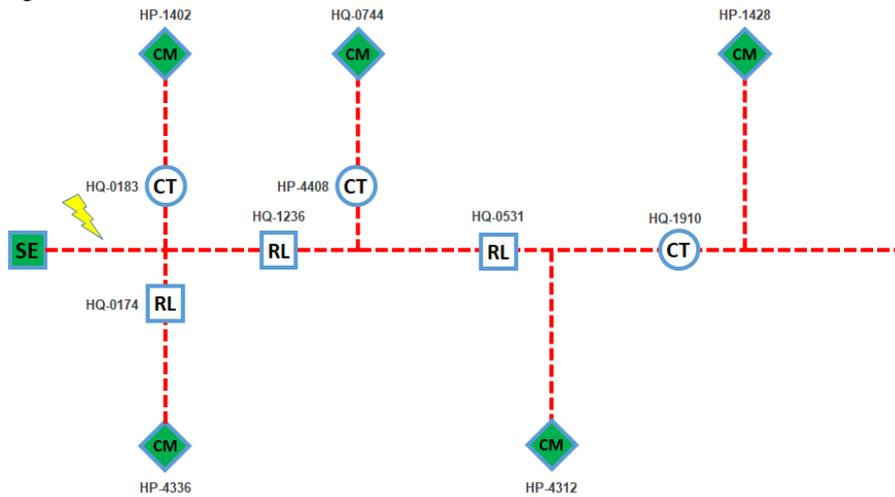 HP-1402
HQ-0744
HP-1428
CM
CM
CM
HQ-0183
CT
HP-4408
CT
HQ-1236
HQ-0531
HQ-1910
SE
RL
RL
CT
HQ-0174
RL
CM
CM
HP-4336
HP-4312